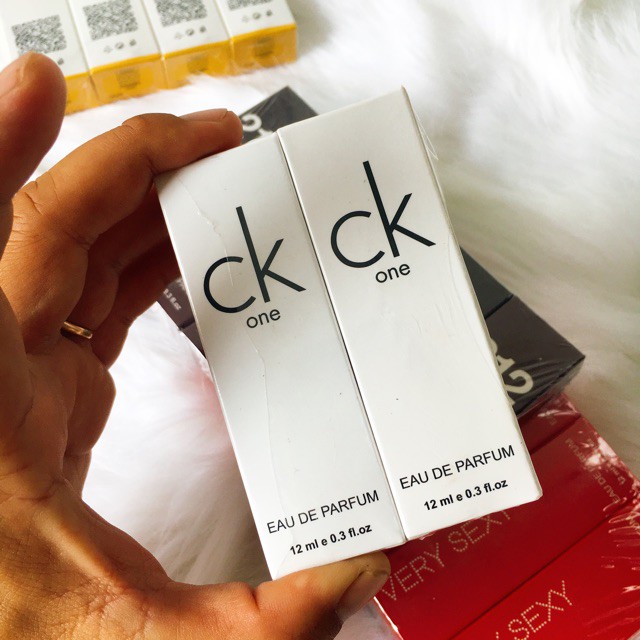 ck
one
EAU DE PARFUM
12 ml e 0.3 fl.oz
ck
one
EAU DE PARFUM
12 ml e 0.3 fl.oz
VERY SEXY
VERY SEXY